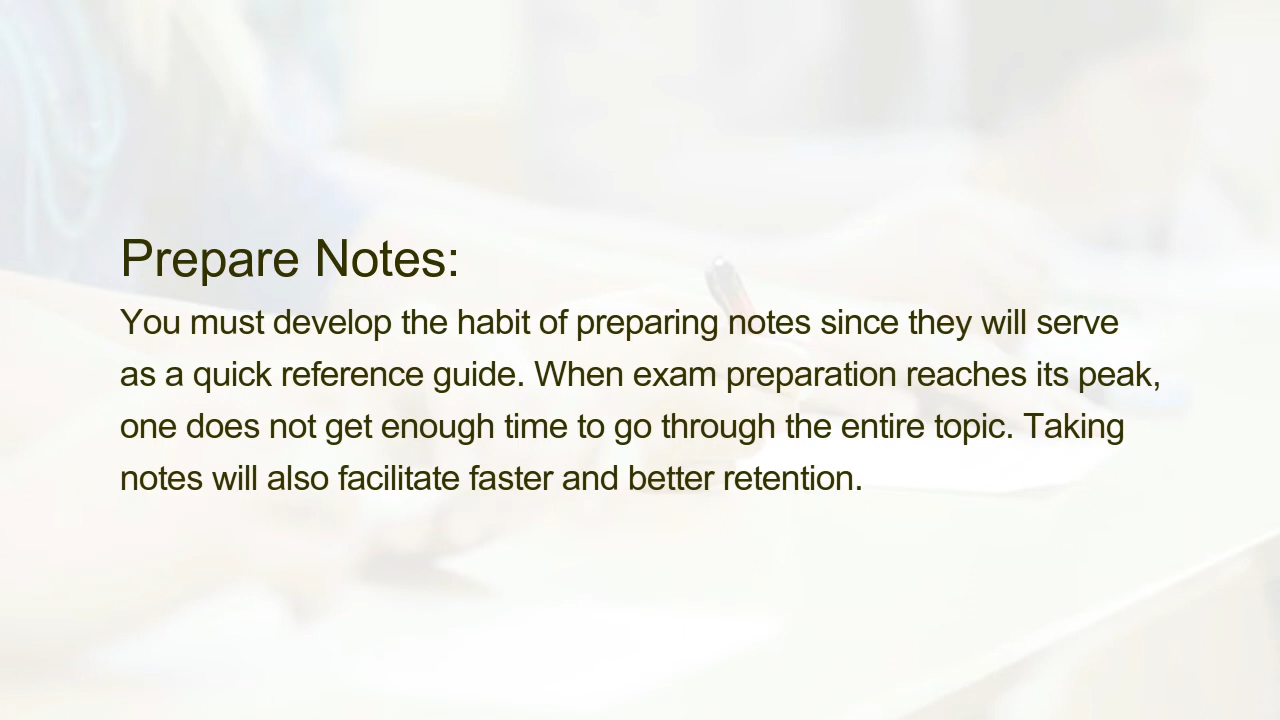 Prepare Notes:
You must develop the habit of preparing notes since they will serve
as a quick reference guide. When exam preparation reaches its peak,
one does not get enough time to go through the entire topic. Taking
notes will also facilitate faster and better retention.